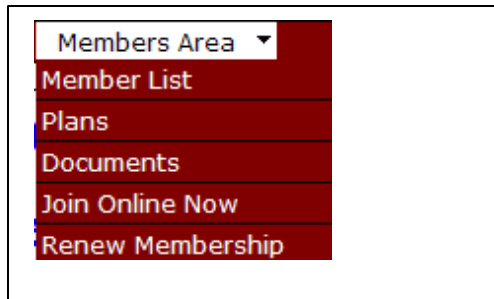 Members Area
Member List
Plans
Documents
Join Online Now
Renew Membership